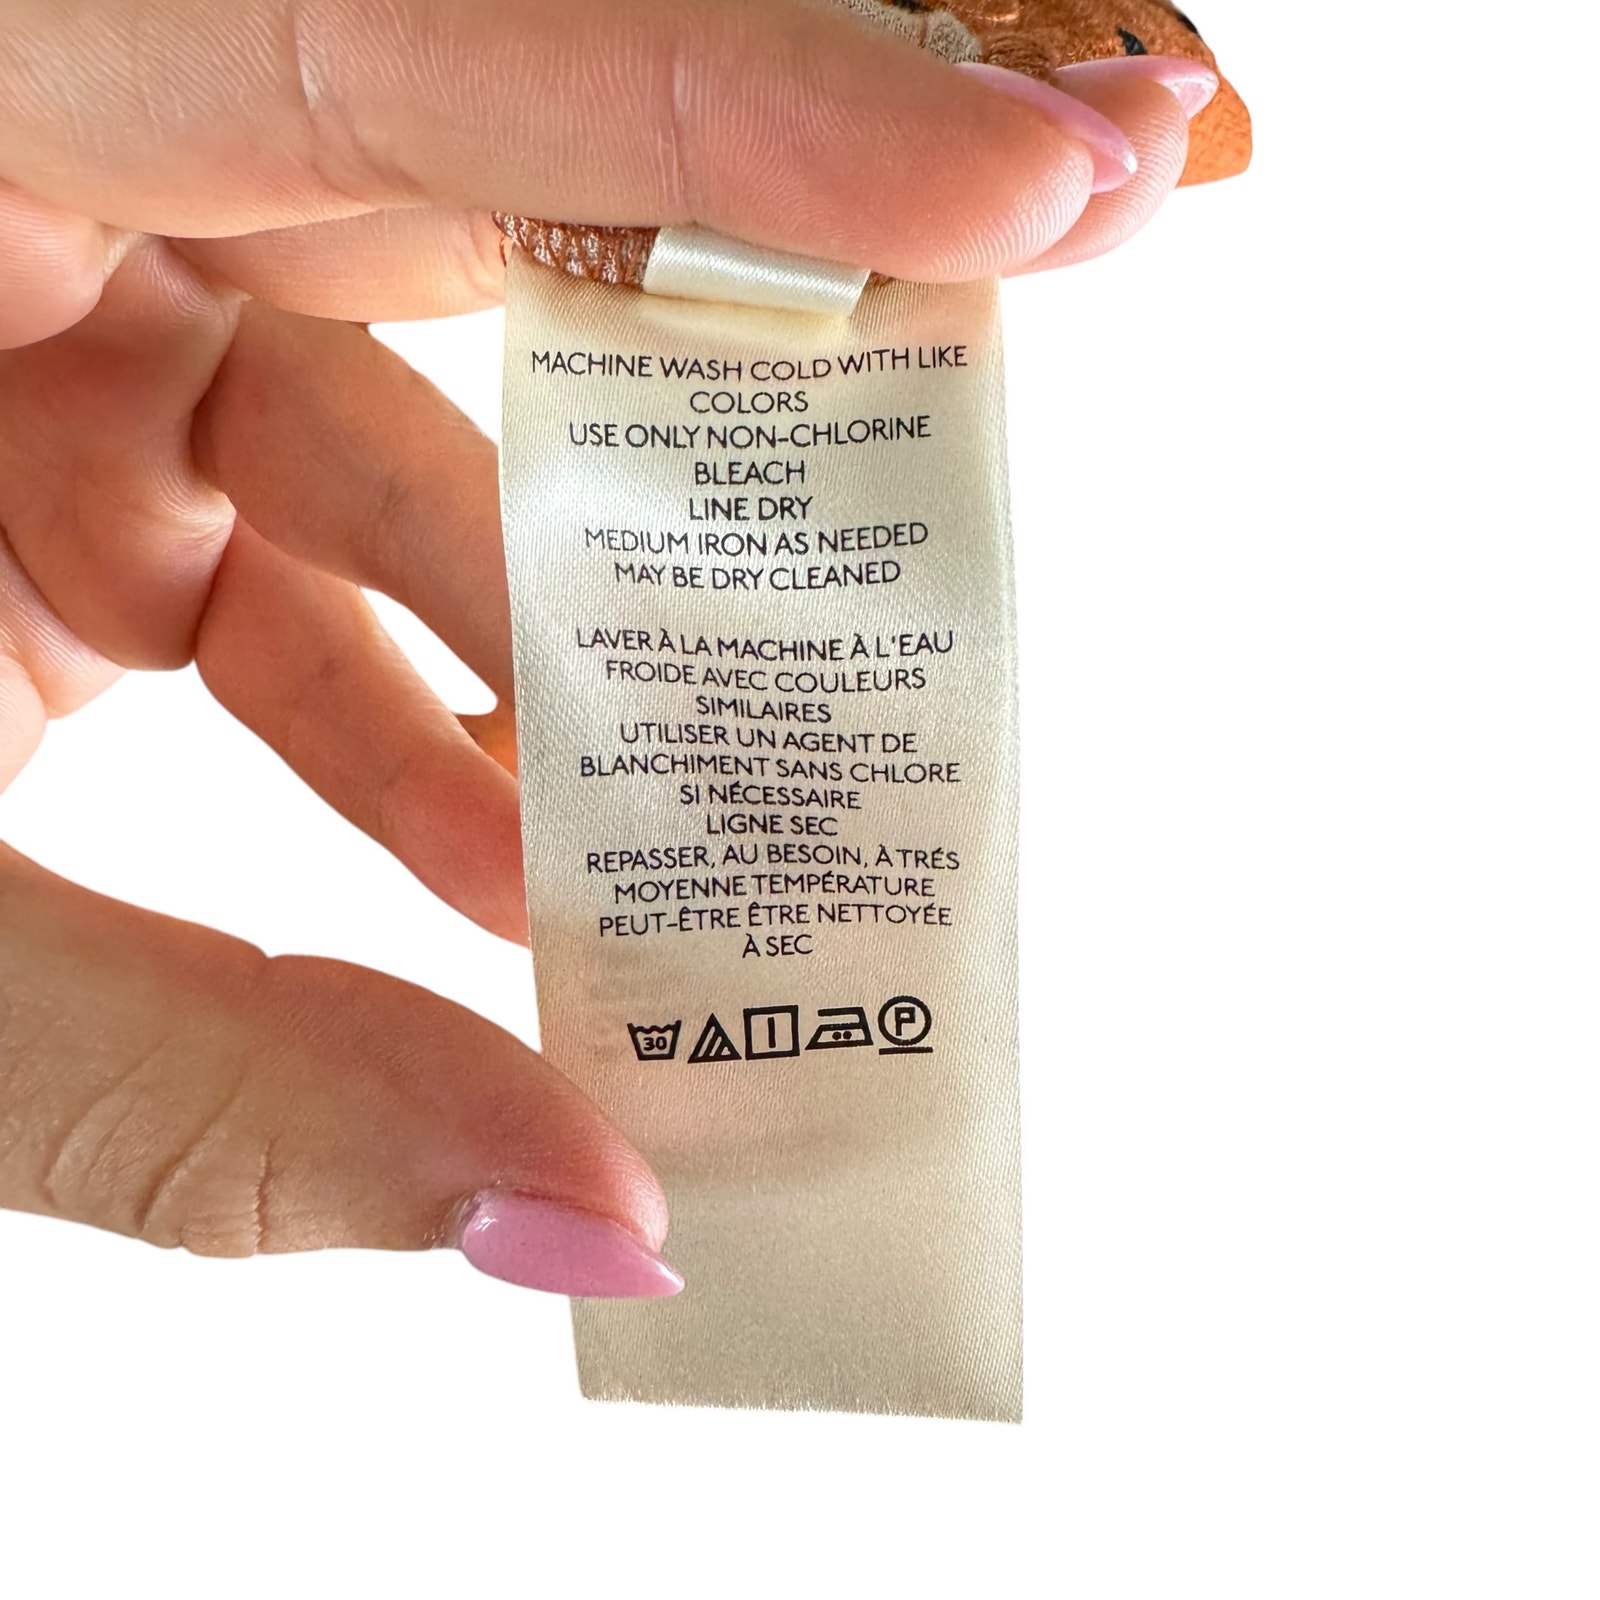 MACHINE WASH COLD WITH LIKE
COLORS
USE ONLY NON-CHLORINE
BLEACH
LINE DRY
MEDIUM IRON AS NEEDED
MAY BE DRY CLEANED
LAVER À LA MACHINE À L'EAU
FROIDE AVEC COULEURS
SIMILAIRES
UTILISER UN AGENT DE
BLANCHIMENT SANS CHLORE
SI NÉCESSAIRE
LIGNE SEC
REPASSER, AU BESOIN, À TRÉS
MOYENNE TEMPÉRATURE
PEUT-ÊTRE ÊTRE NETTOYÉE
À SEC
30 P